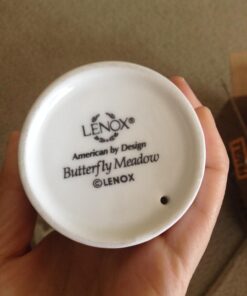 LENOX®
American by Design
Butterfly Meadow
©LENOX